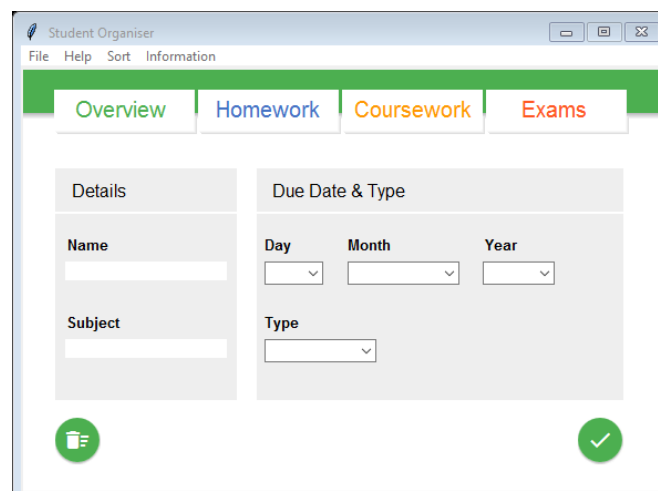 Student Organiser
File Help Sort Information
Overview Homework Coursework Exams
Details
Due Date & Type
Name
Day Month Year
Subject
Type